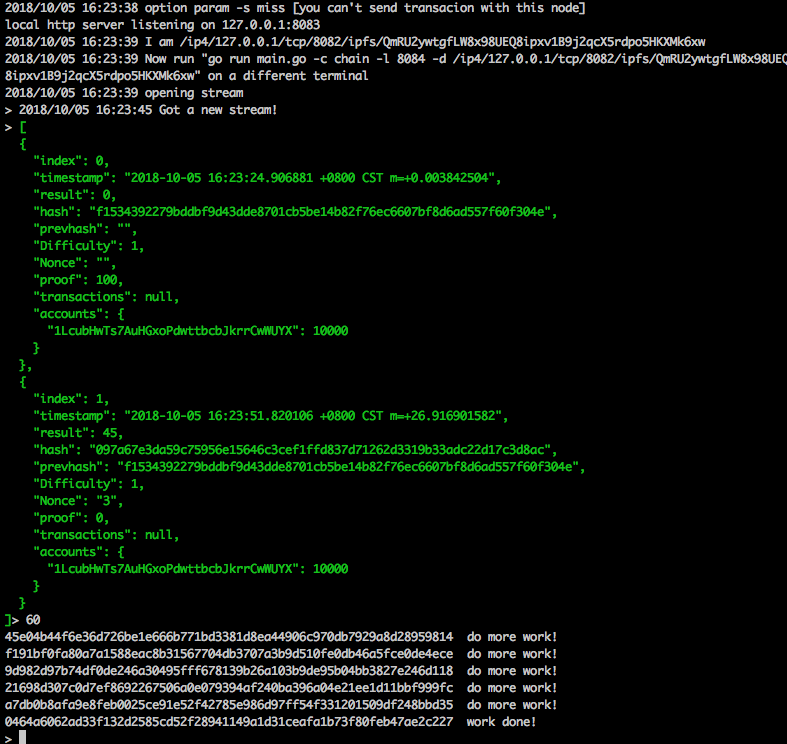 2018/10/05 16:23:38 option param -s miss [you can't send transacion with this node]
local http server listening on 127.0.0.1:8083
2018/10/05 16:23:39 I am /ip4/127.0.0.1/tcp/8082/ipfs/QmRU2ywtgfLW8x98UEQ8ipxv1B9j2qcX5rdpo5HKXMk6xw
2018/10/05 16:23:39 Now run "go run main.go -c chain -l 8084 -d /ip4/127.0.0.1/tcp/8082/ipfs/QmRU2ywtgfLW8x98UEQ
8ipxv1B9j2qcX5rdpo5HKXMk6xw" on a different terminal
2018/10/05 16:23:39 opening stream
> 2018/10/05 16:23:45 Got a new stream!
> [
  {
    "index": 0,
    "timestamp": "2018-10-05 16:23:24.906881 +0800 CST m=+0.003842504",
    "result": 0,
    "hash": "f1534392279bddbf9d43dde8701cb5be14b82f76ec6607bf8d6ad557f60f304e",
    "prevhash": "",
    "Difficulty": 1,
    "Nonce": "",
    "proof": 100,
    "transactions": null,
    "accounts": {
      "1LcubHwTs7AuHGxoPdwttbcbJkrrCwWUYX": 10000
    }
  },
  {
    "index": 1,
    "timestamp": "2018-10-05 16:23:51.820106 +0800 CST m=+26.916901582",
    "result": 45,
    "hash": "097a67e3da59c75956e15646c3cef1ffd837d71262d3319b33adc22d17c3d8ac",
    "prevhash": "f1534392279bddbf9d43dde8701cb5be14b82f76ec6607bf8d6ad557f60f304e",
    "Difficulty": 1,
    "Nonce": "3",
    "proof": 0,
    "transactions": null,
    "accounts": {
      "1LcubHwTs7AuHGxoPdwttbcbJkrrCwWUYX": 10000
    }
  }
]> 60
45e04b44f6e36d726be1e666b771bd3381d8ea44906c970db7929a8d28959814  do more work!
f191bf0fa80a7a1588eac8b31567704db3707a3b9d510fe0db46a5fce0de4ece  do more work!
9d982d97b74df0de246a30495fff678139b26a103b9de95b04bb3827e246d118  do more work!
21698d307c0d7ef8692267506a0e079394af240ba396a04e21ee1d11bbf999fc  do more work!
a7db0b8afa9e8feb0025ce91e52f42785e986d97ff54f331201509df248bbd35  do more work!
0464a6062ad33f132d2585cd52f28941149a1d31ceafa1b73f80feb47ae2c227  work done!
>